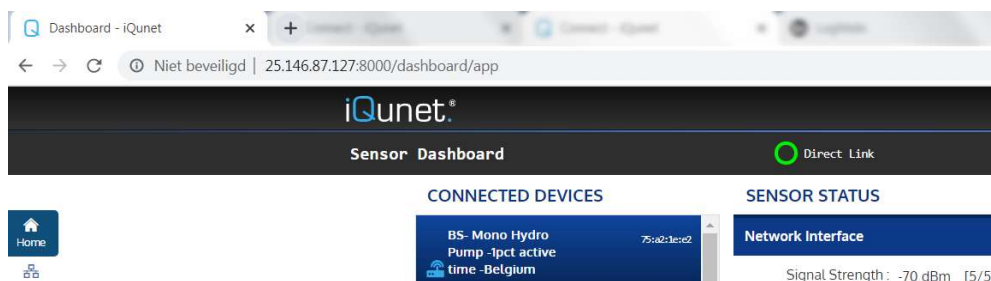 Dashboard - iQunet
Niet beveiligd | 25.146.87.127:8000/dashboard/app
iQunet.®
Sensor Dashboard
Direct Link
CONNECTED DEVICES
SENSOR STATUS
Home
BS- Mono Hydro
Pump -1pct active
time -Belgium
75:a2:1e:e2
Network Interface
Signal Strength : -70 dBm [5/5